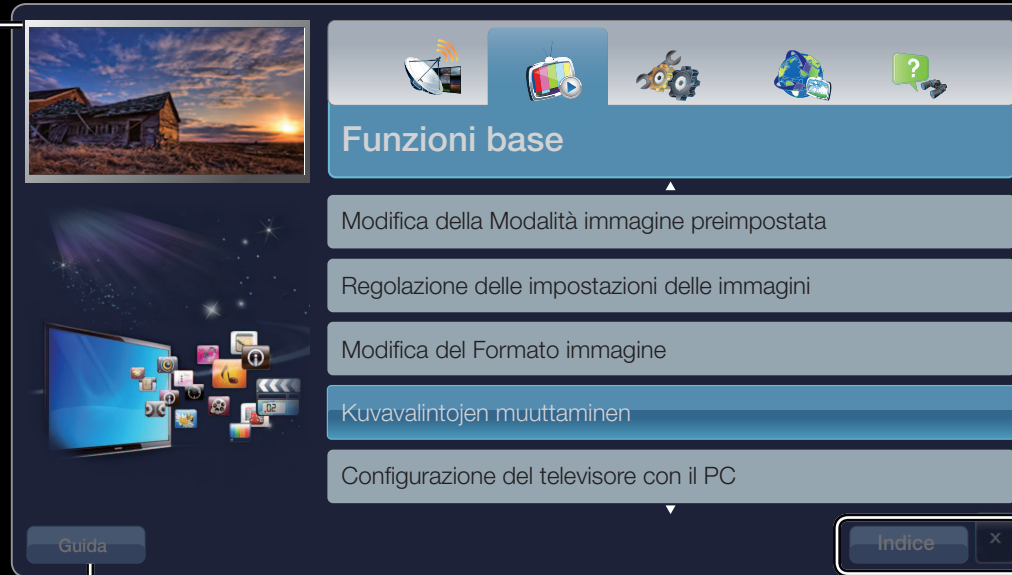 Funzioni base
Modifica della Modalità immagine preimpostata
Regolazione delle impostazioni delle immagini
Modifica del Formato immagine
Kuvavalintojen muuttaminen
Configurazione del televisore con il PC
Guida
Indice
x